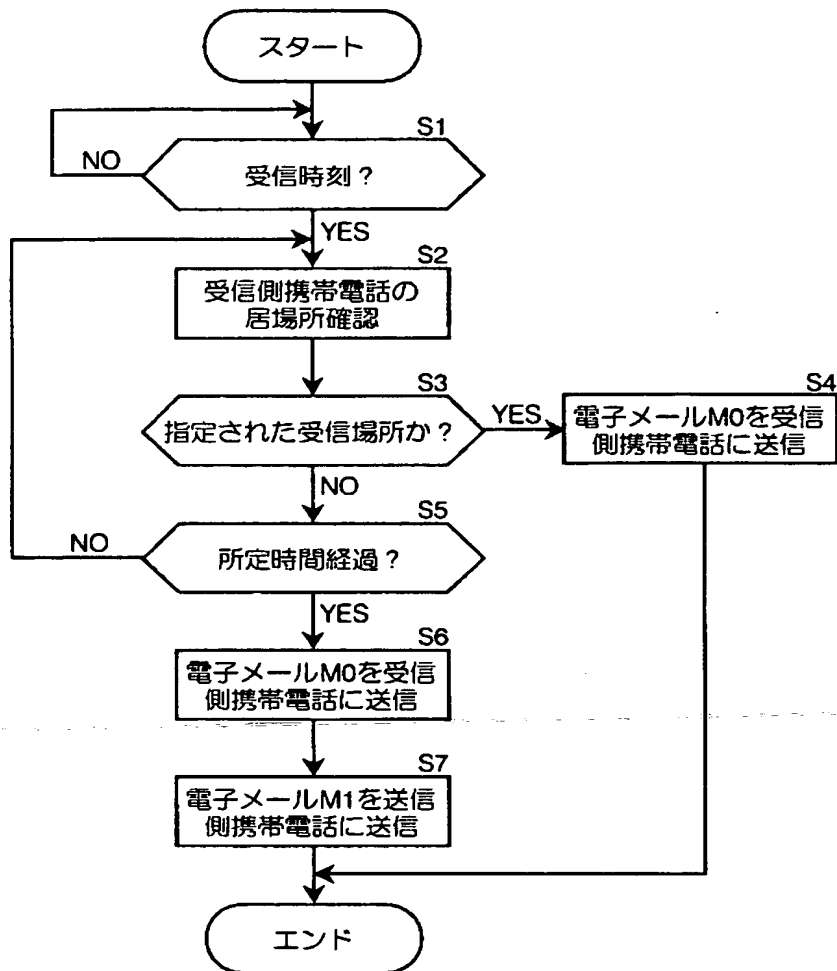 スタート
S1
NO
受信時刻?
YES
S2
受信側携帯電話の
居場所確認
S3
指定された受信場所か?
YES
S4
電子メールM0を受信
側携帯電話に送信
NO
S5
NO
所定時間経過?
YES
S6
電子メールM0を受信
側携帯電話に送信
S7
電子メールM1を送信
側携帯電話に送信
エンド